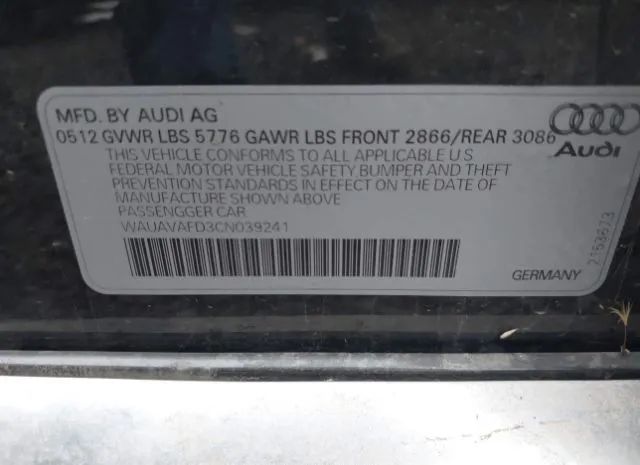 MFD. BY AUDI AG
0512 GVWR LBS 5776 GAWR LBS FRONT 2866/REAR 3086
Audi
THIS VEHICLE CONFORMS TO ALL APPLICABLE U S
FEDERAL MOTOR VEHICLE SAFETY BUMPER AND THEFT
PREVENTION STANDARDS IN EFFECT ON THE DATE OF
MANUFACTURE SHOWN ABOVE
PASSENGGER CAR
WAUAVAFD3CN039241
GERMANY
2153673